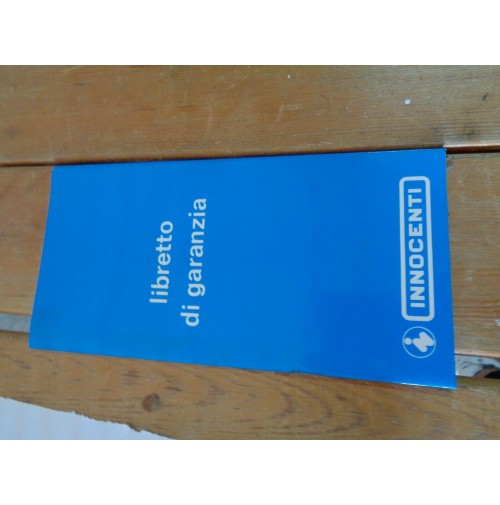 libretto
di garanzia
INNOCENTI